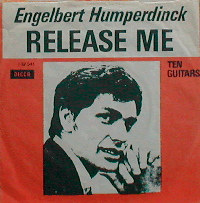 Engelbert Humperdinck
RELEASE ME
DECCA
TEN
GUITARS